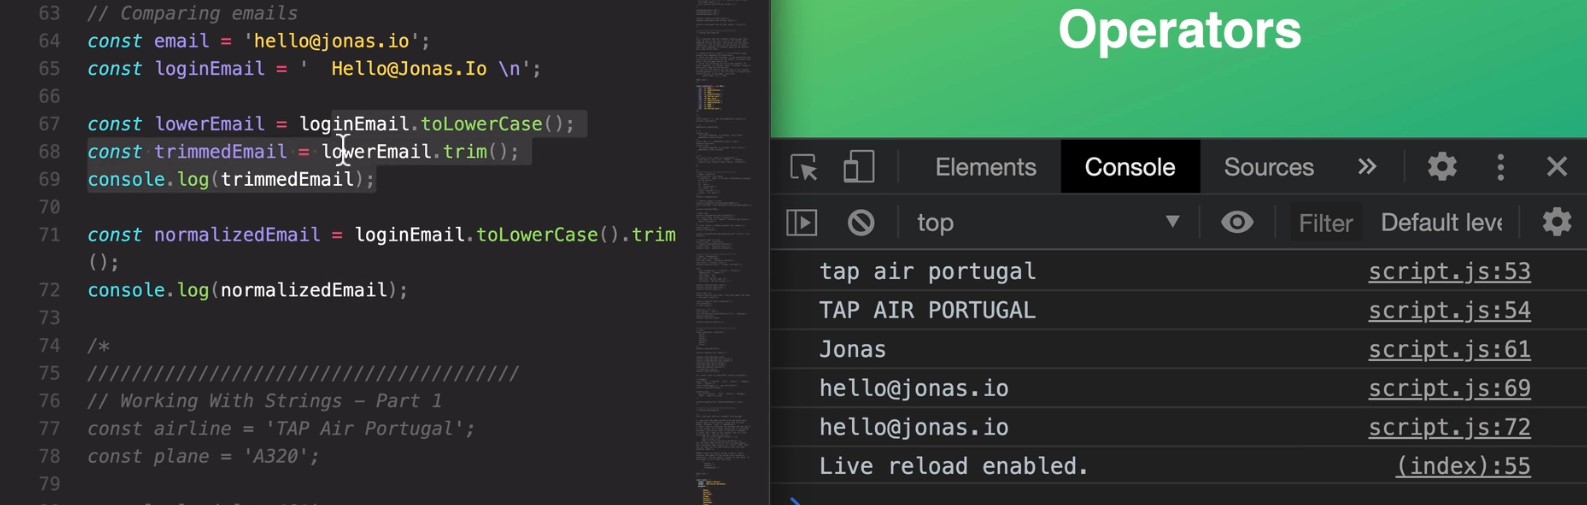 63 // Comparing emails
64 const email = 'hello@jonas.io';
65 const loginEmail = '  Hello@Jonas.Io \n';
66
67 const lowerEmail = loginEmail.toLowerCase();
68 const trimmedEmail = lowerEmail.trim();
69 console.log(trimmedEmail);
70
71 const normalizedEmail = loginEmail.toLowerCase().trim
();
72 console.log(normalizedEmail);
73
74 /*
75 ///////////////////////////////////////
76 // Working With Strings - Part 1
77 const airline = 'TAP Air Portugal';
78 const plane = 'A320';
79
Operators
Elements Console Sources »
top Filter Default leve
tap air portugal script.js:53
TAP AIR PORTUGAL script.js:54
Jonas script.js:61
hello@jonas.io script.js:69
hello@jonas.io script.js:72
Live reload enabled. (index):55